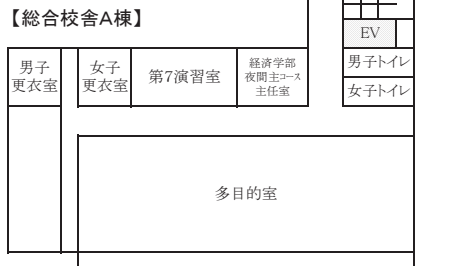 【総合校舎A棟】
EV
男子
更衣室
女子
更衣室
第7演習室
経済学部
夜間主コース
主任室
男子トイレ
女子トイレ
多目的室